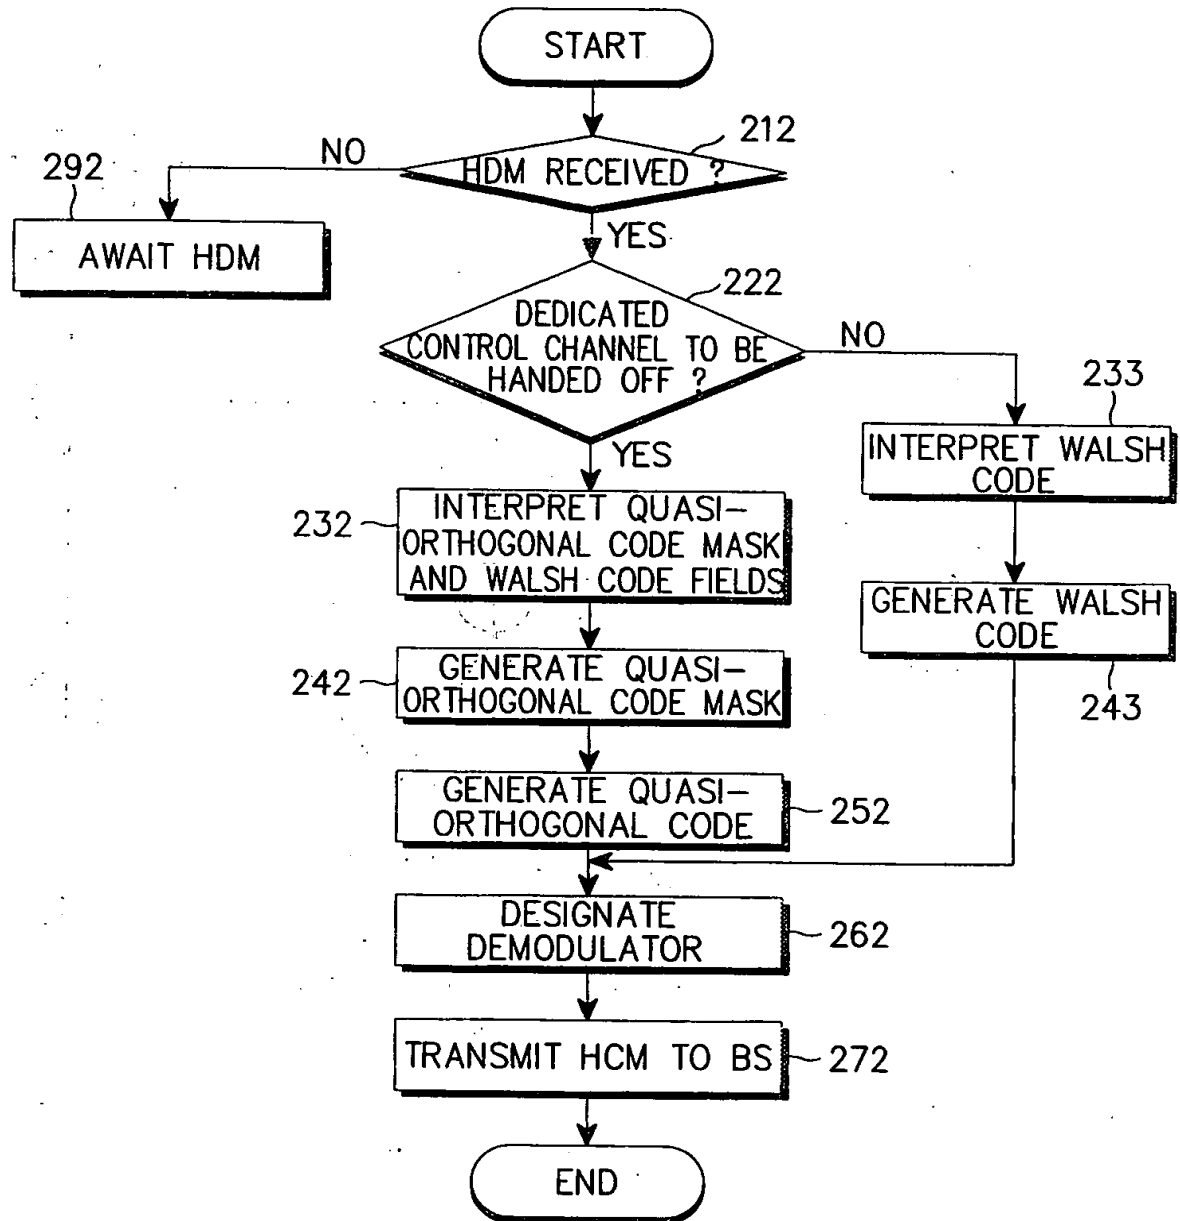 START
212
HDM RECEIVED ?
NO
292
AWAIT HDM
YES
222
DEDICATED
CONTROL CHANNEL TO BE
HANDED OFF ?
NO
233
INTERPRET WALSH
CODE
YES
232
INTERPRET QUASI-
ORTHOGONAL CODE MASK
AND WALSH CODE FIELDS
GENERATE WALSH
CODE
243
242
GENERATE QUASI-
ORTHOGONAL CODE MASK
GENERATE QUASI-
ORTHOGONAL CODE
252
DESIGNATE
DEMODULATOR
262
TRANSMIT HCM TO BS
272
END